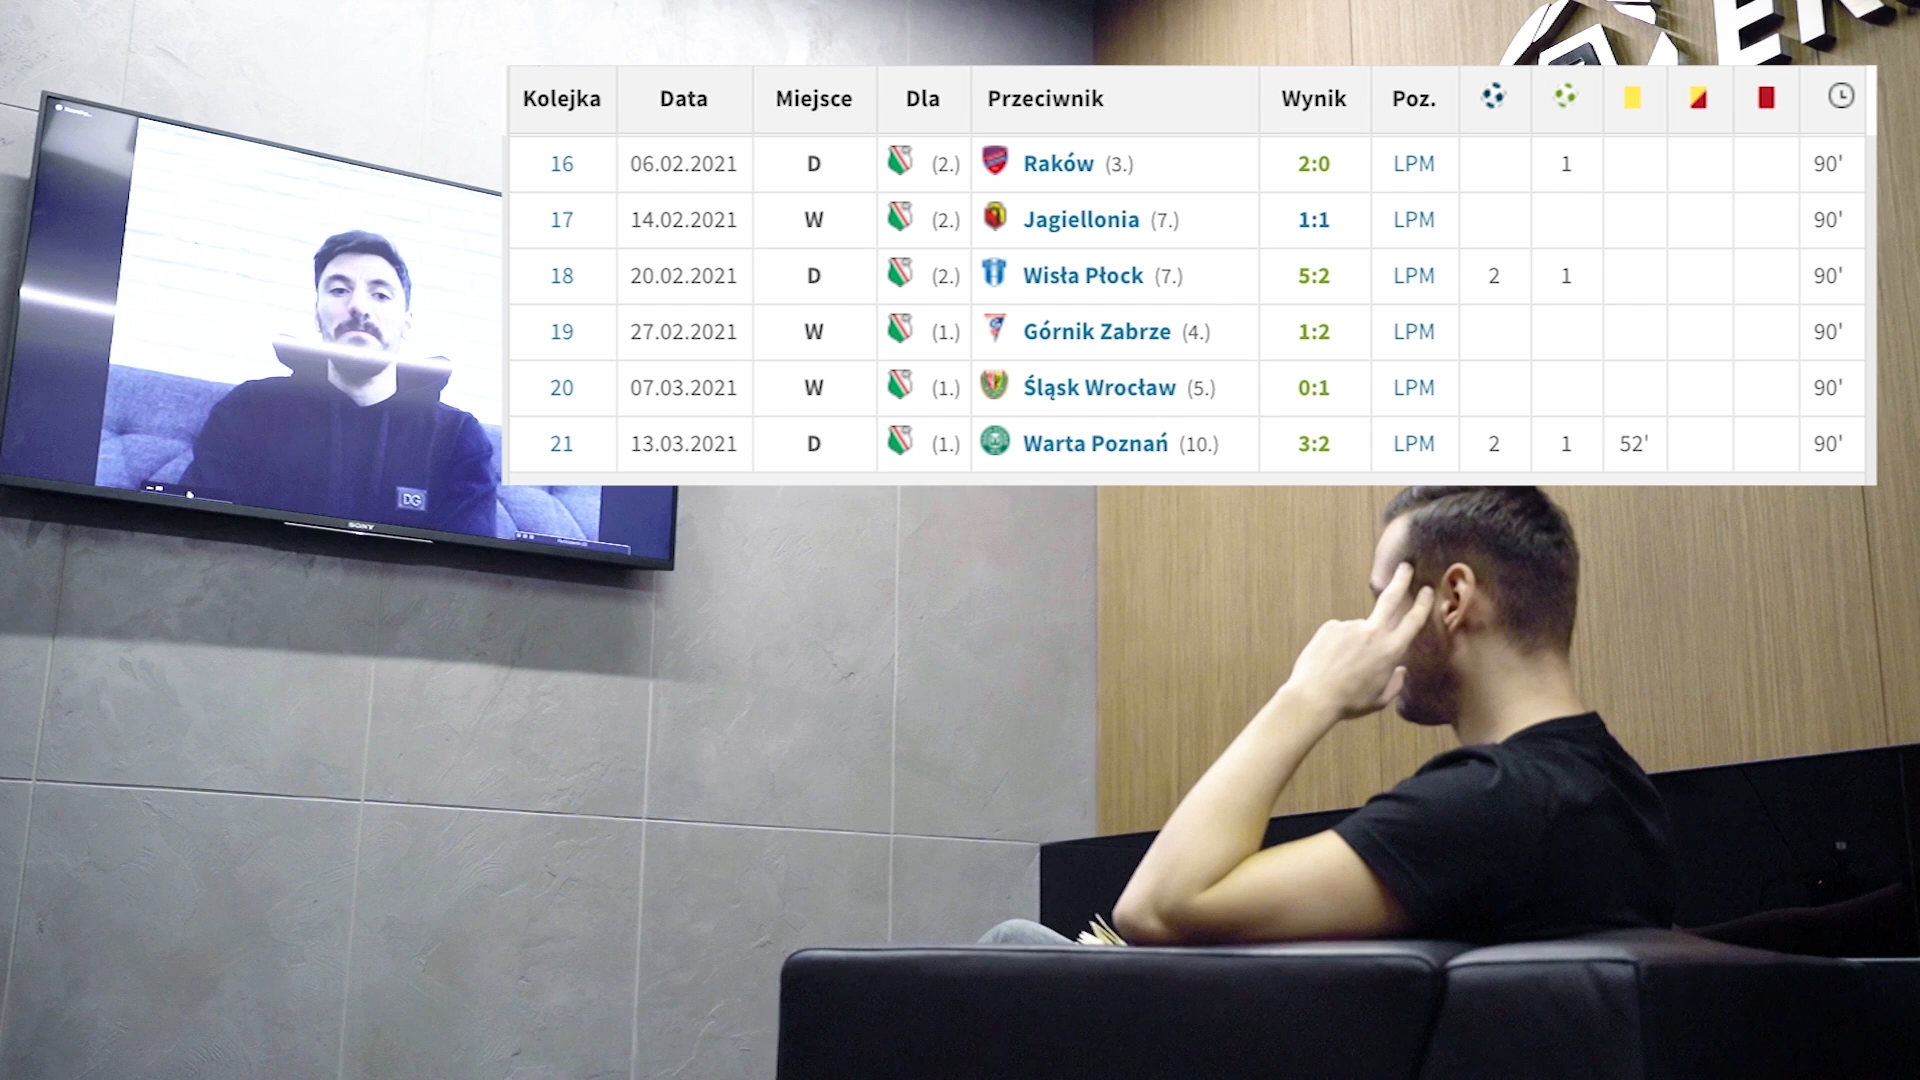 Kolejka Data Miejsce Dla Przeciwnik Wynik Poz.
16 06.02.2021 D (2.) Raków (3.) 2:0 LPM 1 90'
17 14.02.2021 W (2.) Jagiellonia (7.) 1:1 LPM 90'
18 20.02.2021 D (2.) Wisła Płock (7.) 5:2 LPM 2 1 90'
19 27.02.2021 W (1.) Górnik Zabrze (4.) 1:2 LPM 90'
20 07.03.2021 W (1.) Śląsk Wrocław (5.) 0:1 LPM 90'
21 13.03.2021 D (1.) Warta Poznań (10.) 3:2 LPM 2 1 52' 90'
DG
SONY